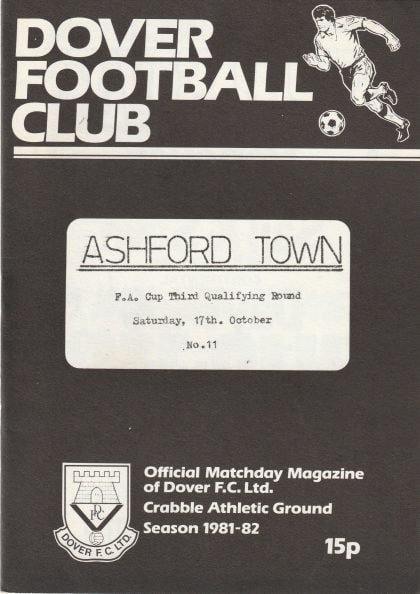 DOVER
FOOTBALL
CLUB
ASHFORD TOWN
F.A. Cup Third Qualifying Round
Saturday, 17th. October
No.11
Official Matchday Magazine
of Dover F.C. Ltd.
Crabble Athletic Ground
Season 1981-82
15p
DOVER F.C. LTD.